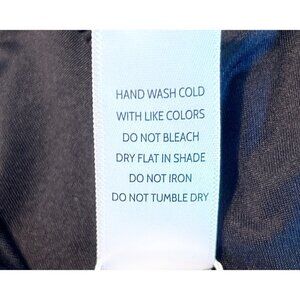 HAND WASH COLD
WITH LIKE COLORS
DO NOT BLEACH
DRY FLAT IN SHADE
DO NOT IRON
DO NOT TUMBLE DRY